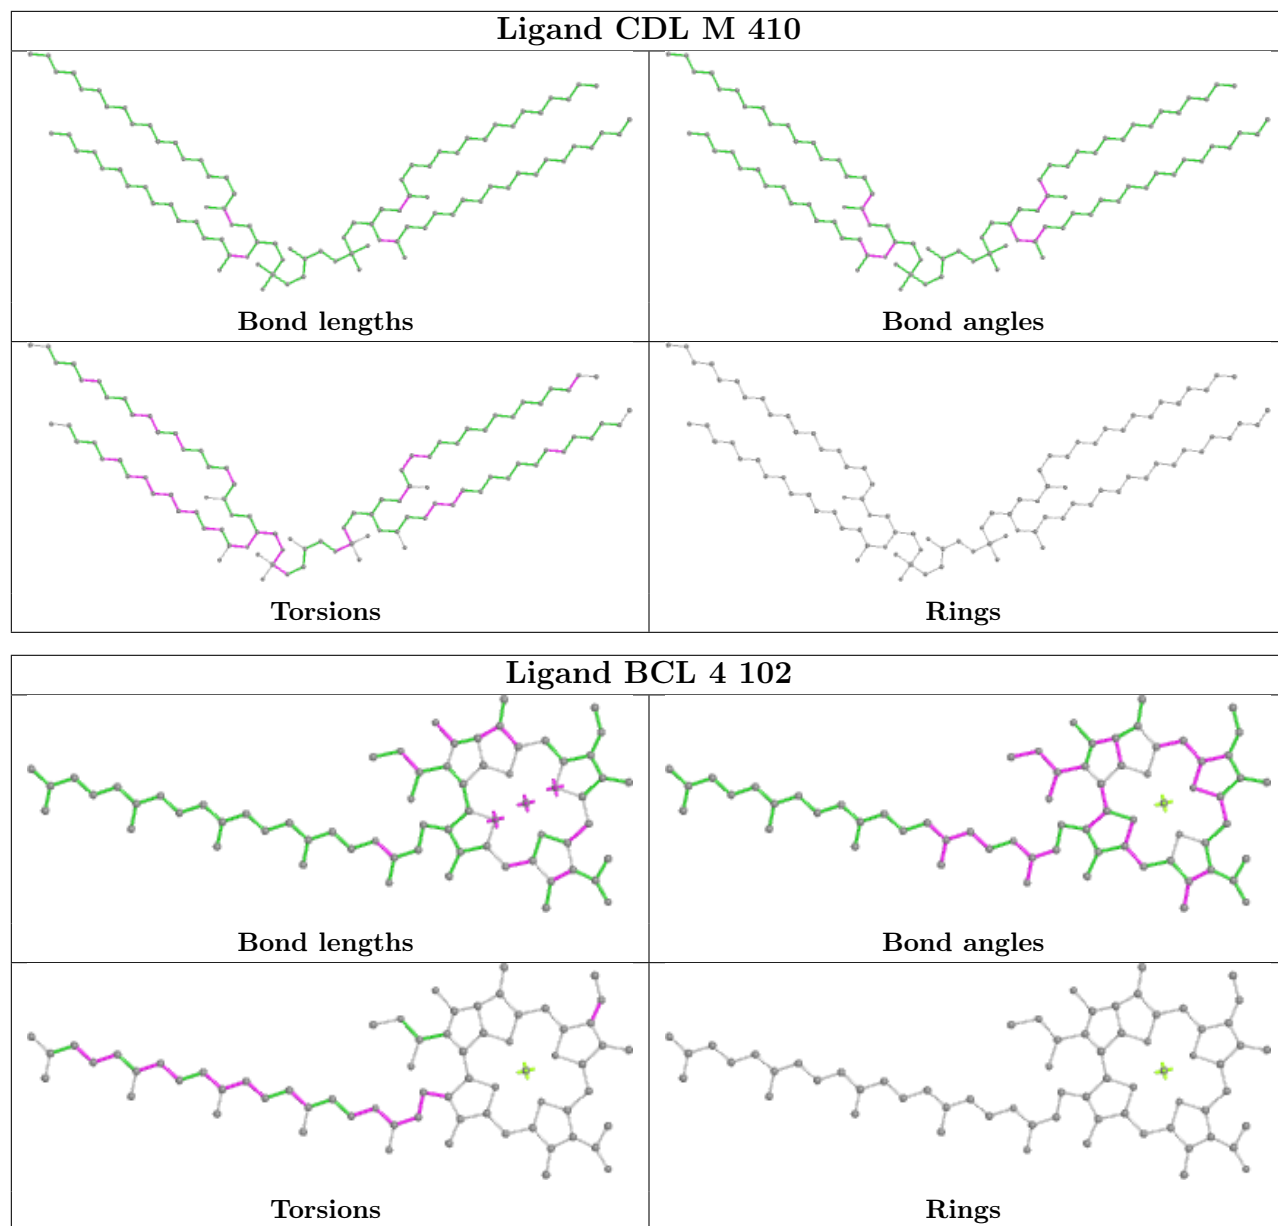 Ligand CDL M 410
Bond lengths
Bond angles
Torsions
Rings
Ligand BCL 4 102
Bond lengths
Bond angles
Torsions
Rings